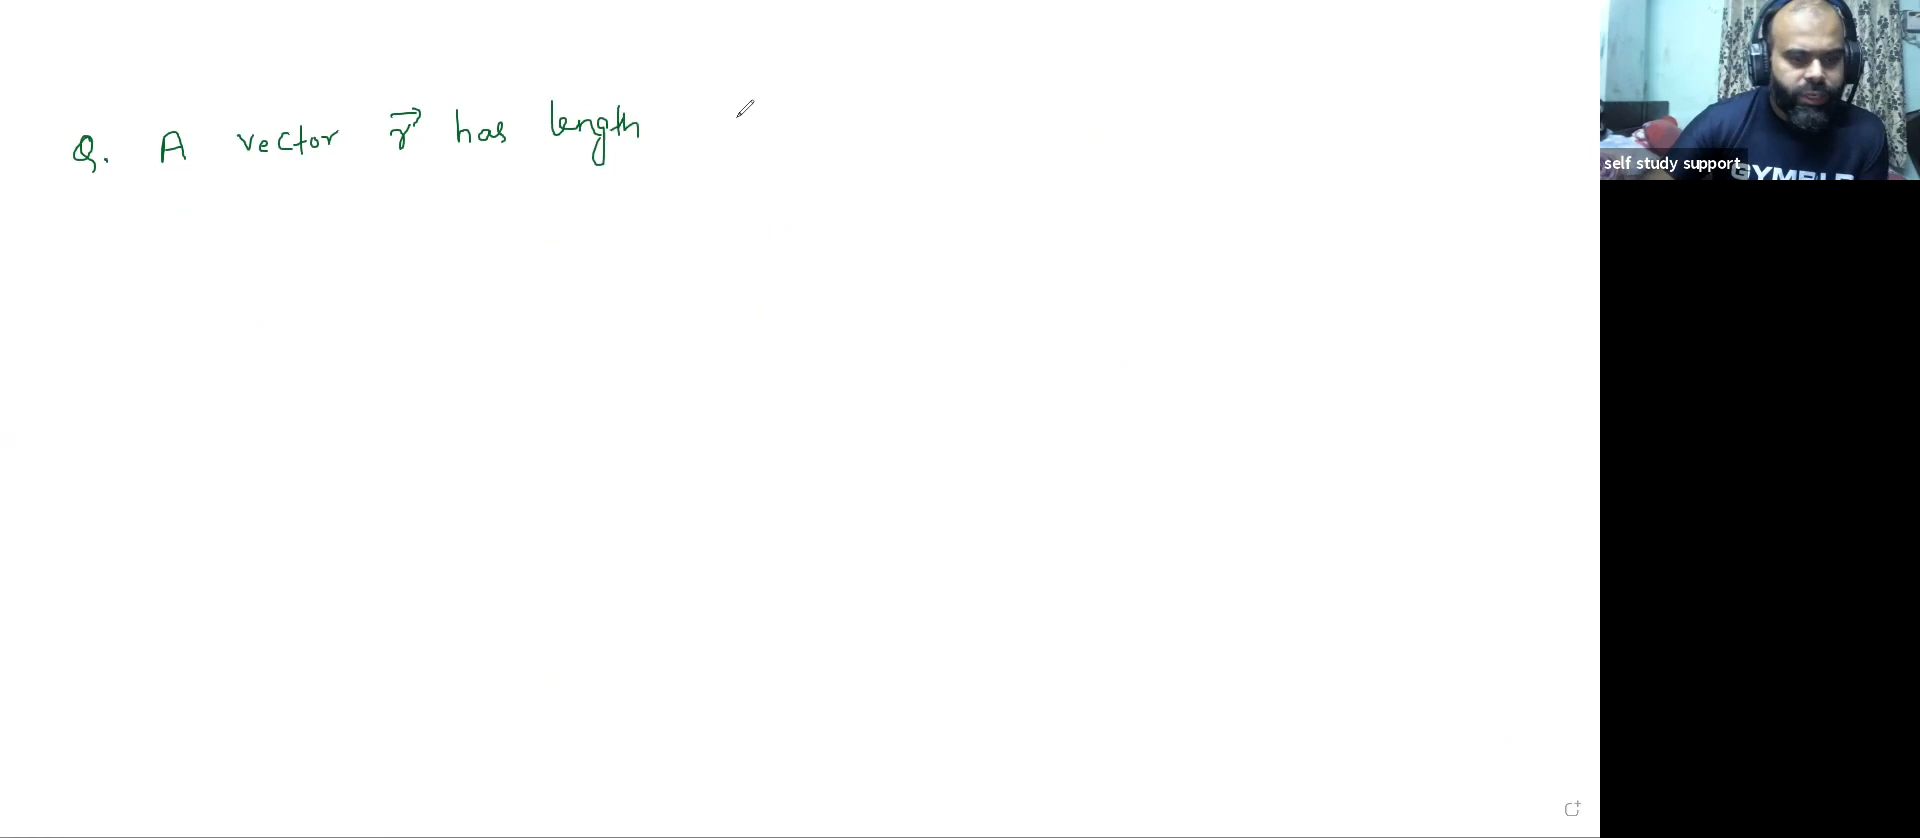 Q. A vector r⃗ has length
self study support